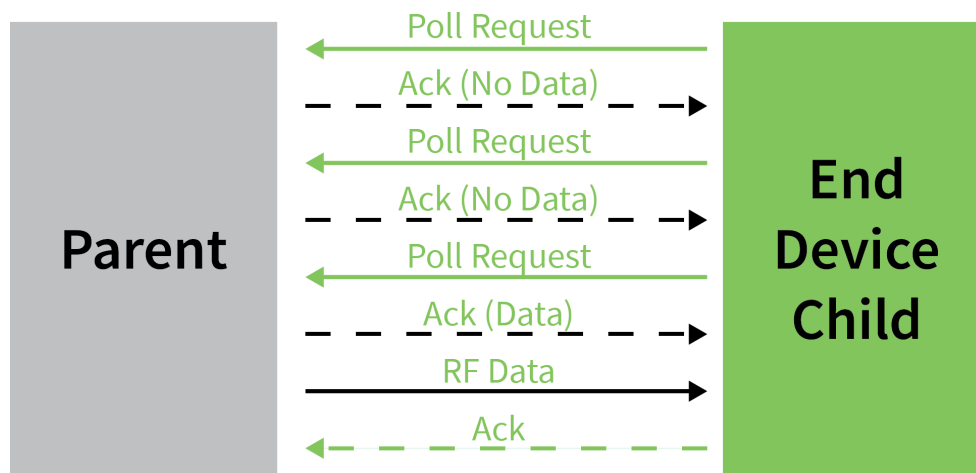 Poll Request
Ack (No Data)
Poll Request
Ack (No Data)
Poll Request
Ack (Data)
RF Data
Ack
Parent
End
Device
Child